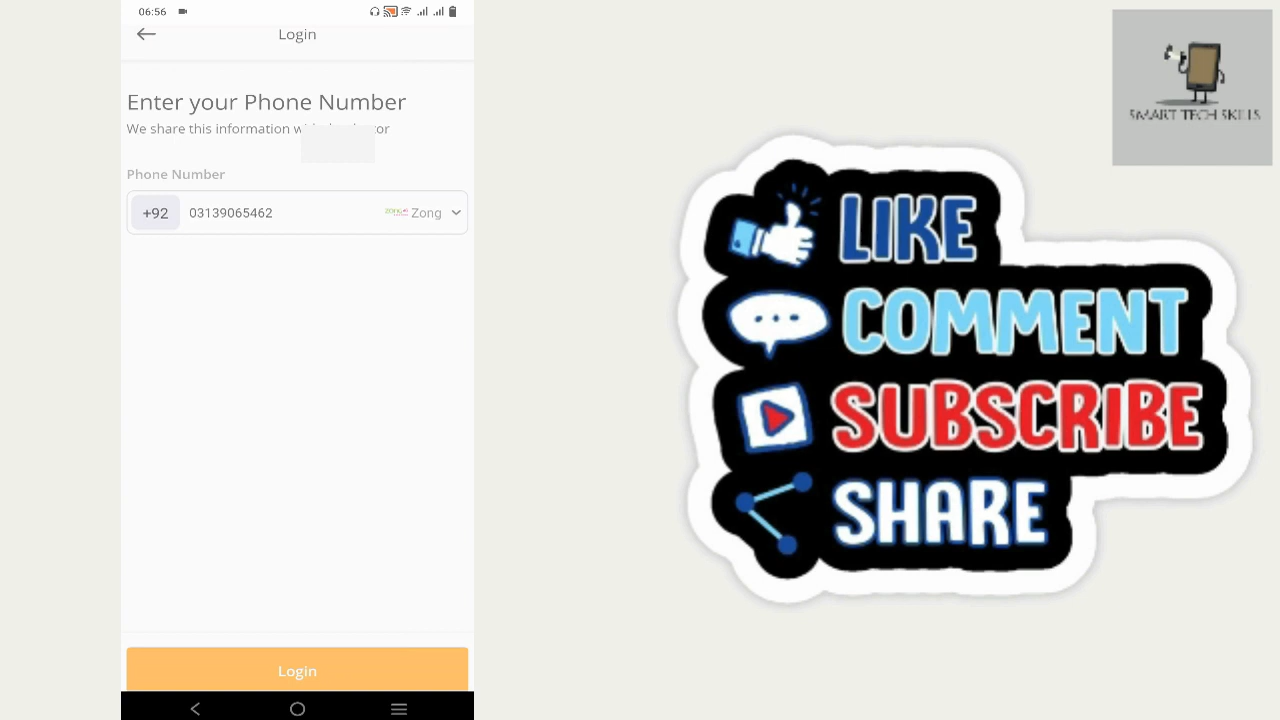 06:56
Login
Enter your Phone Number
We share this information
Phone Number
+92 03139065462 Zong
Login
SMART TECH SKILLS
LIKE
COMMENT
SUBSCRIBE
SHARE